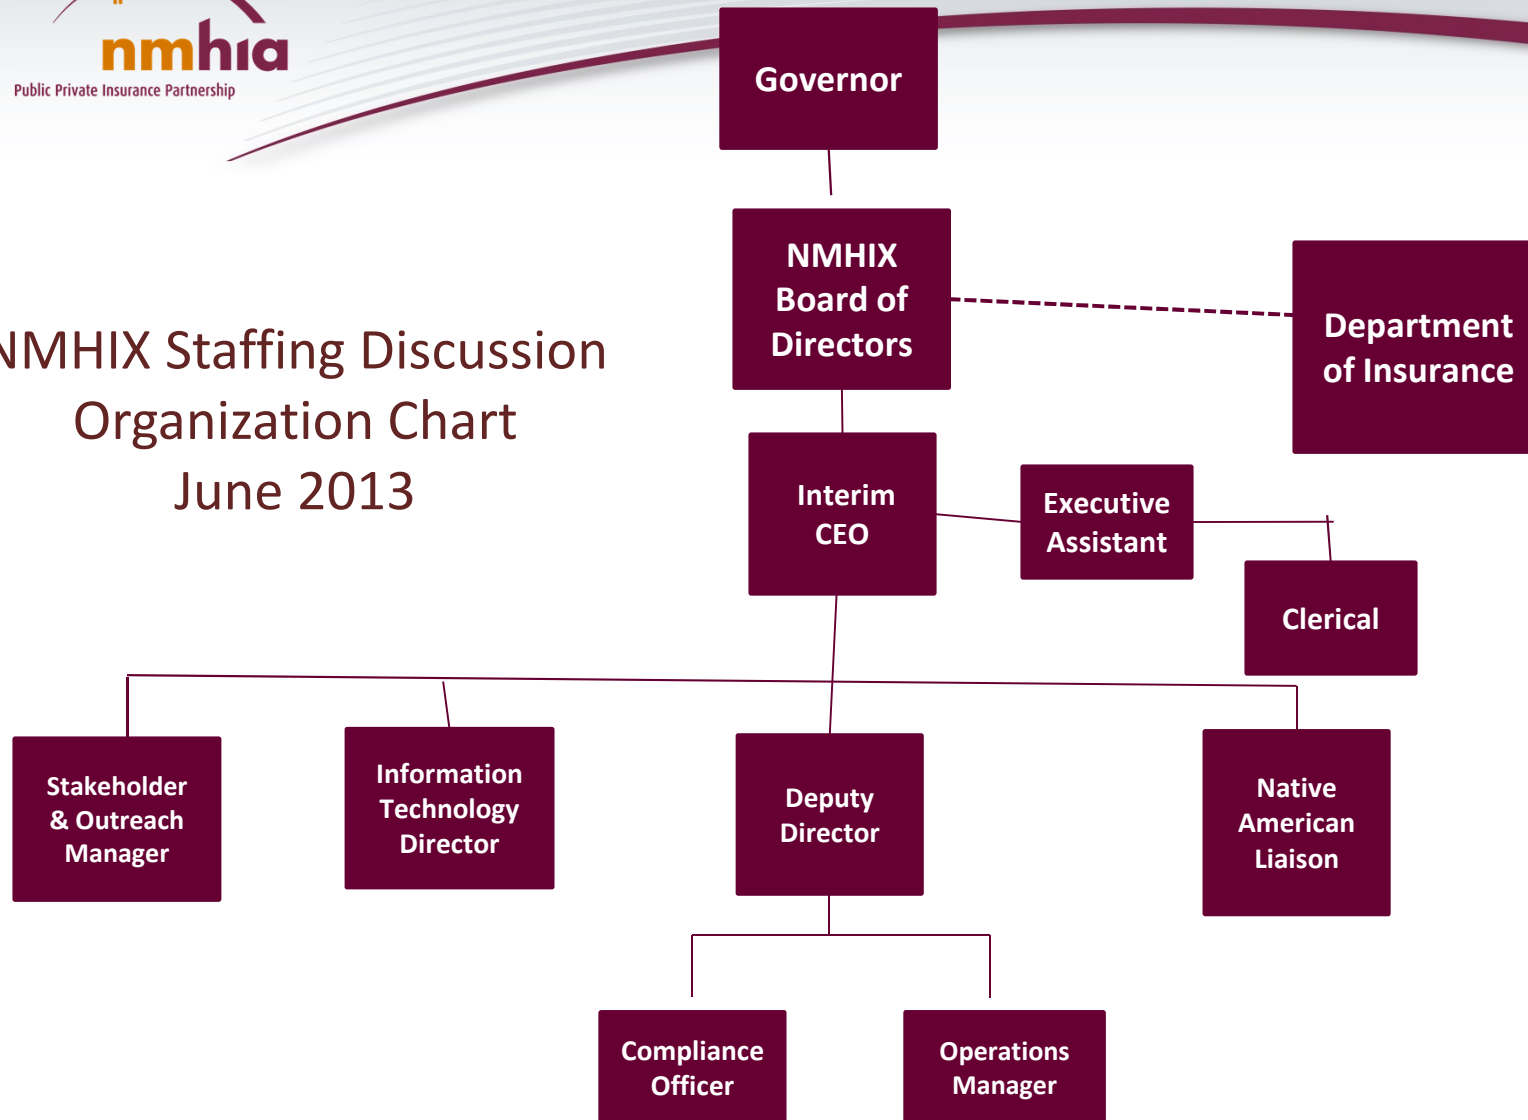 nmhia
Public Private Insurance Partnership
Governor
NMHIX
Board of
Directors
Department
of Insurance
NMHIX Staffing Discussion
Organization Chart
June 2013
Interim
CEO
Executive
Assistant
Clerical
Stakeholder
& Outreach
Manager
Information
Technology
Director
Deputy
Director
Native
American
Liaison
Compliance
Officer
Operations
Manager